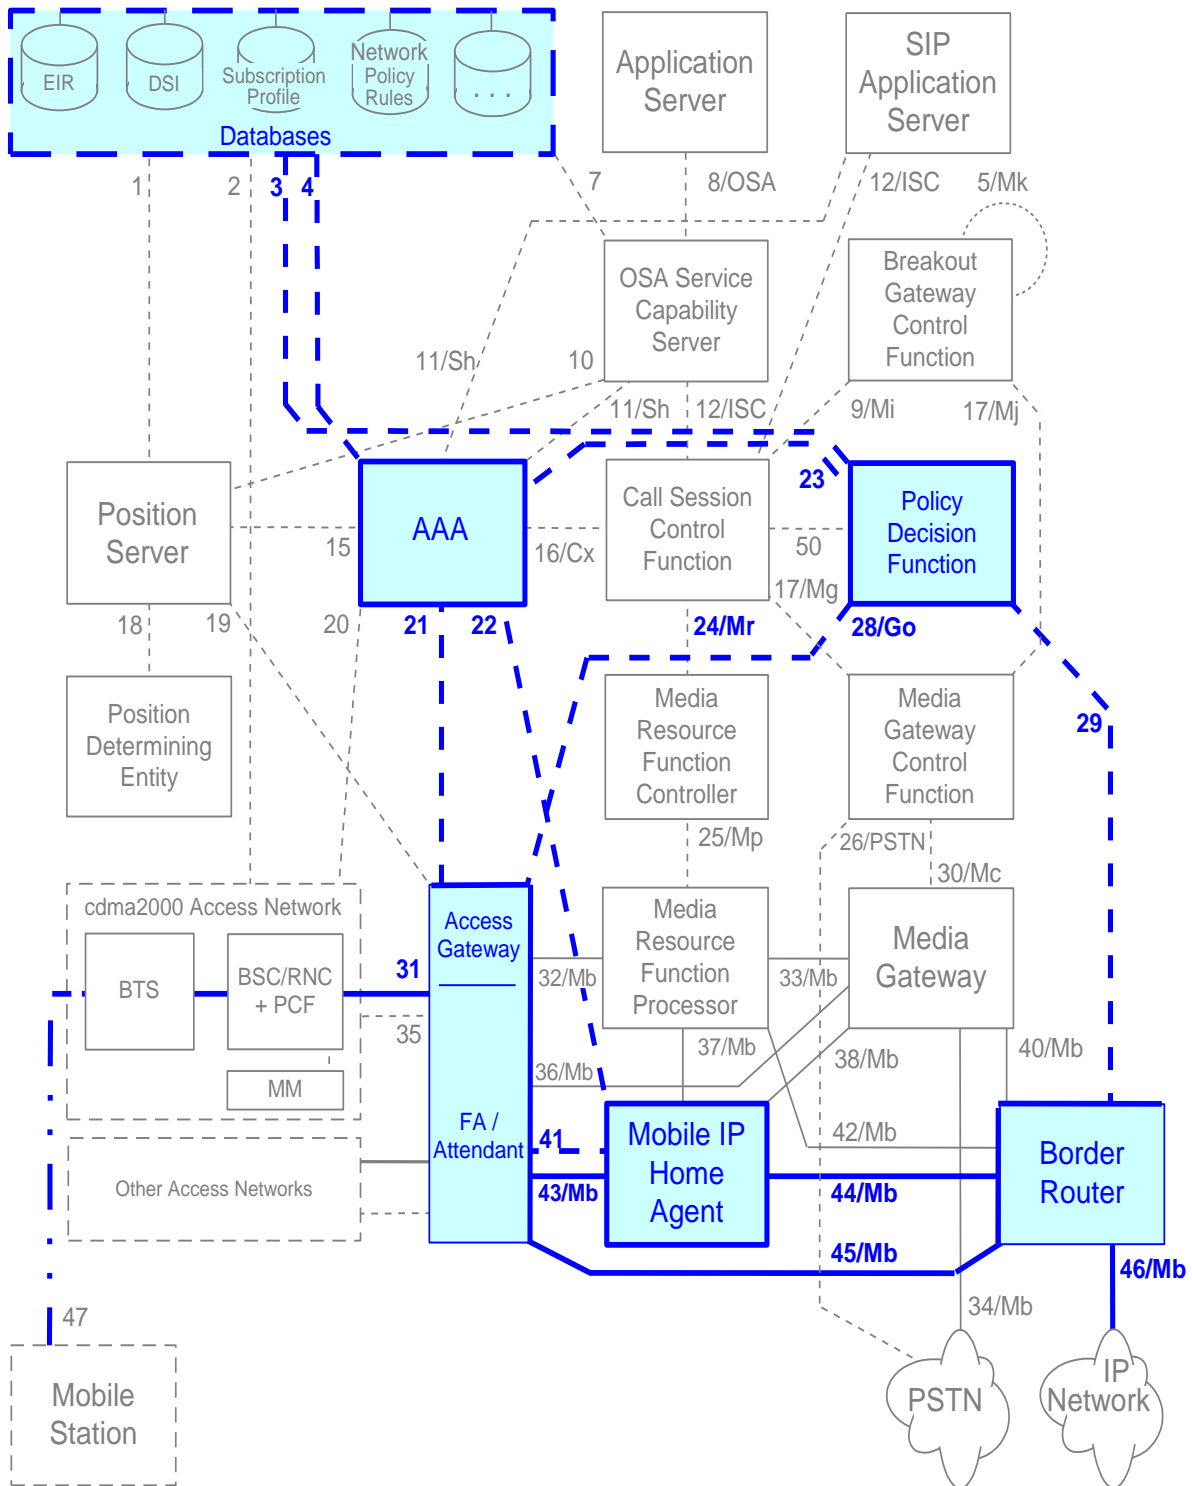 EIR
DSI
Subscription
Profile
Network
Policy
Rules
. . .
Databases
Application
Server
SIP
Application
Server
1
2
3
4
7
8/OSA
12/ISC
5/Mk
OSA Service
Capability
Server
Breakout
Gateway
Control
Function
11/Sh
10
11/Sh
12/ISC
9/Mi
17/Mj
Position
Server
AAA
Call Session
Control
Function
23
Policy
Decision
Function
15
16/Cx
50
17/Mg
18
19
20
21
22
24/Mr
28/Go
Position
Determining
Entity
Media
Resource
Function
Controller
Media
Gateway
Control
Function
29
25/Mp
26/PSTN
30/Mc
cdma2000 Access Network
BTS
BSC/RNC
+ PCF
MM
31
35
Access
Gateway
FA /
Attendant
32/Mb
Media
Resource
Function
Processor
33/Mb
Media
Gateway
36/Mb
37/Mb
38/Mb
40/Mb
Other Access Networks
41
43/Mb
Mobile IP
Home
Agent
42/Mb
44/Mb
45/Mb
Border
Router
46/Mb
47
34/Mb
Mobile
Station
PSTN
IP
Network